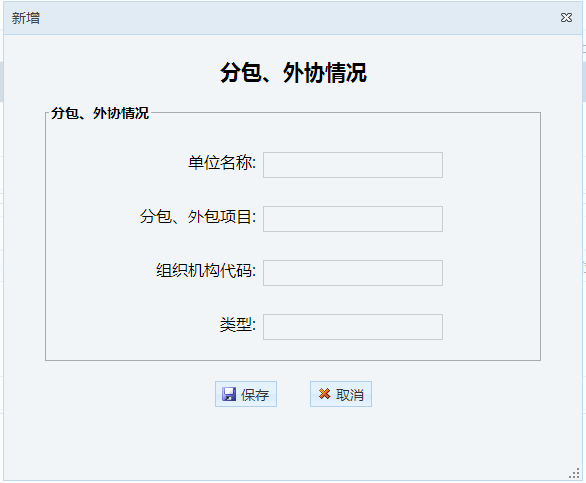 新增
分包、外协情况
分包、外协情况
单位名称:
分包、外包项目:
组织机构代码:
类型:
保存
取消